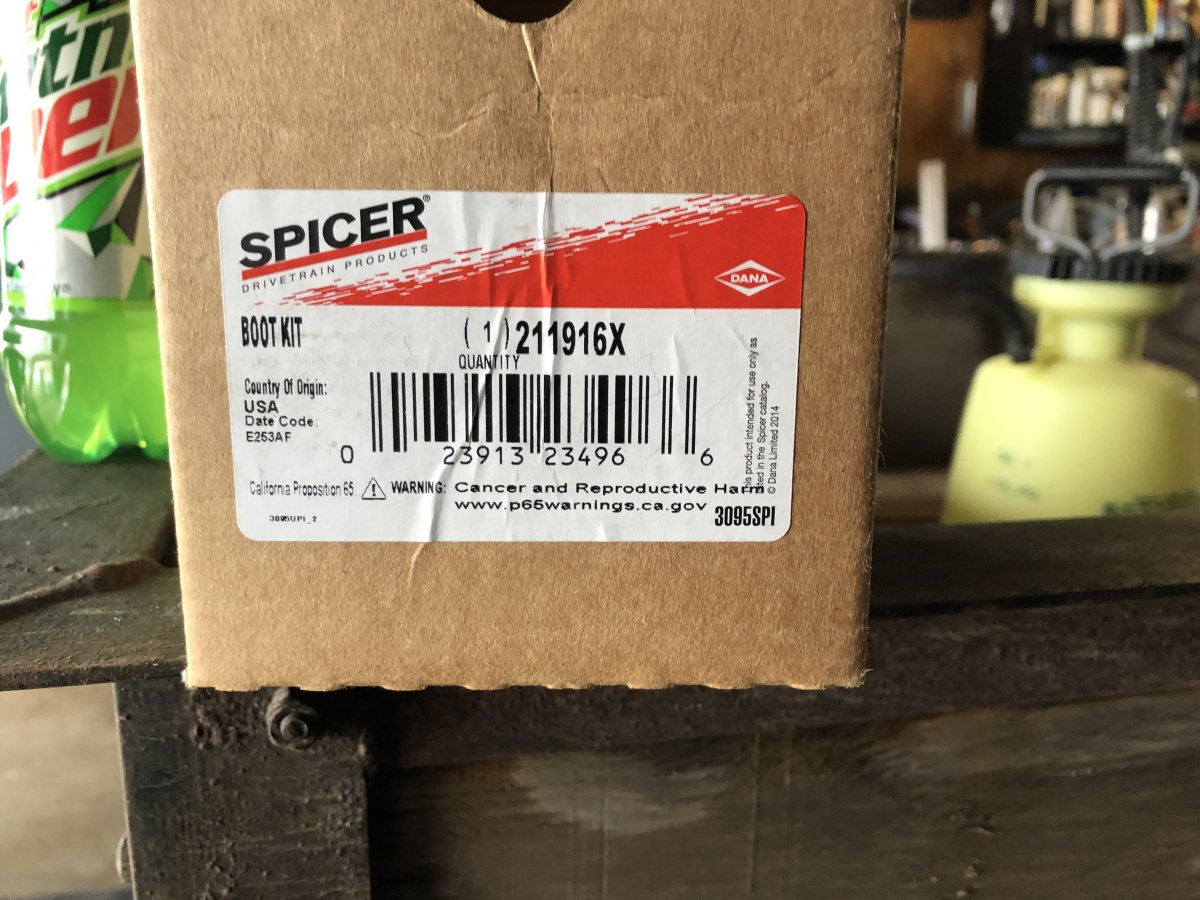 SPICER®
DRIVETRAIN PRODUCTS
DANA
BOOT KIT
( 1 ) 211916X
QUANTITY
Country Of Origin:
USA
Date Code:
E253AF
0 23913 23496 6
his product intended for use only as
ted in the Spicer catalog.
© Dana Limited 2014
California Proposition 65 ⚠ WARNING: Cancer and Reproductive Harm
www.p65warnings.ca.gov
3095UPI_2
3095SPI